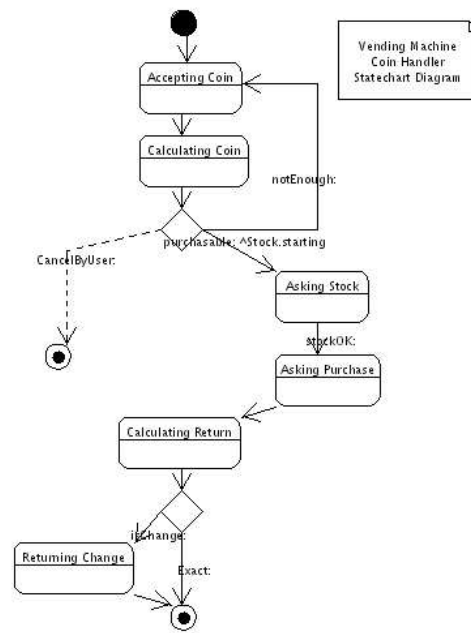 Vending Machine
Coin Handler
Statechart Diagram
Accepting Coin
Calculating Coin
notEnough:
purchasable: ^Stock.starting
CancelByUser:
Asking Stock
stockOK:
Asking Purchase
Calculating Return
ifChange:
Returning Change
Exact: